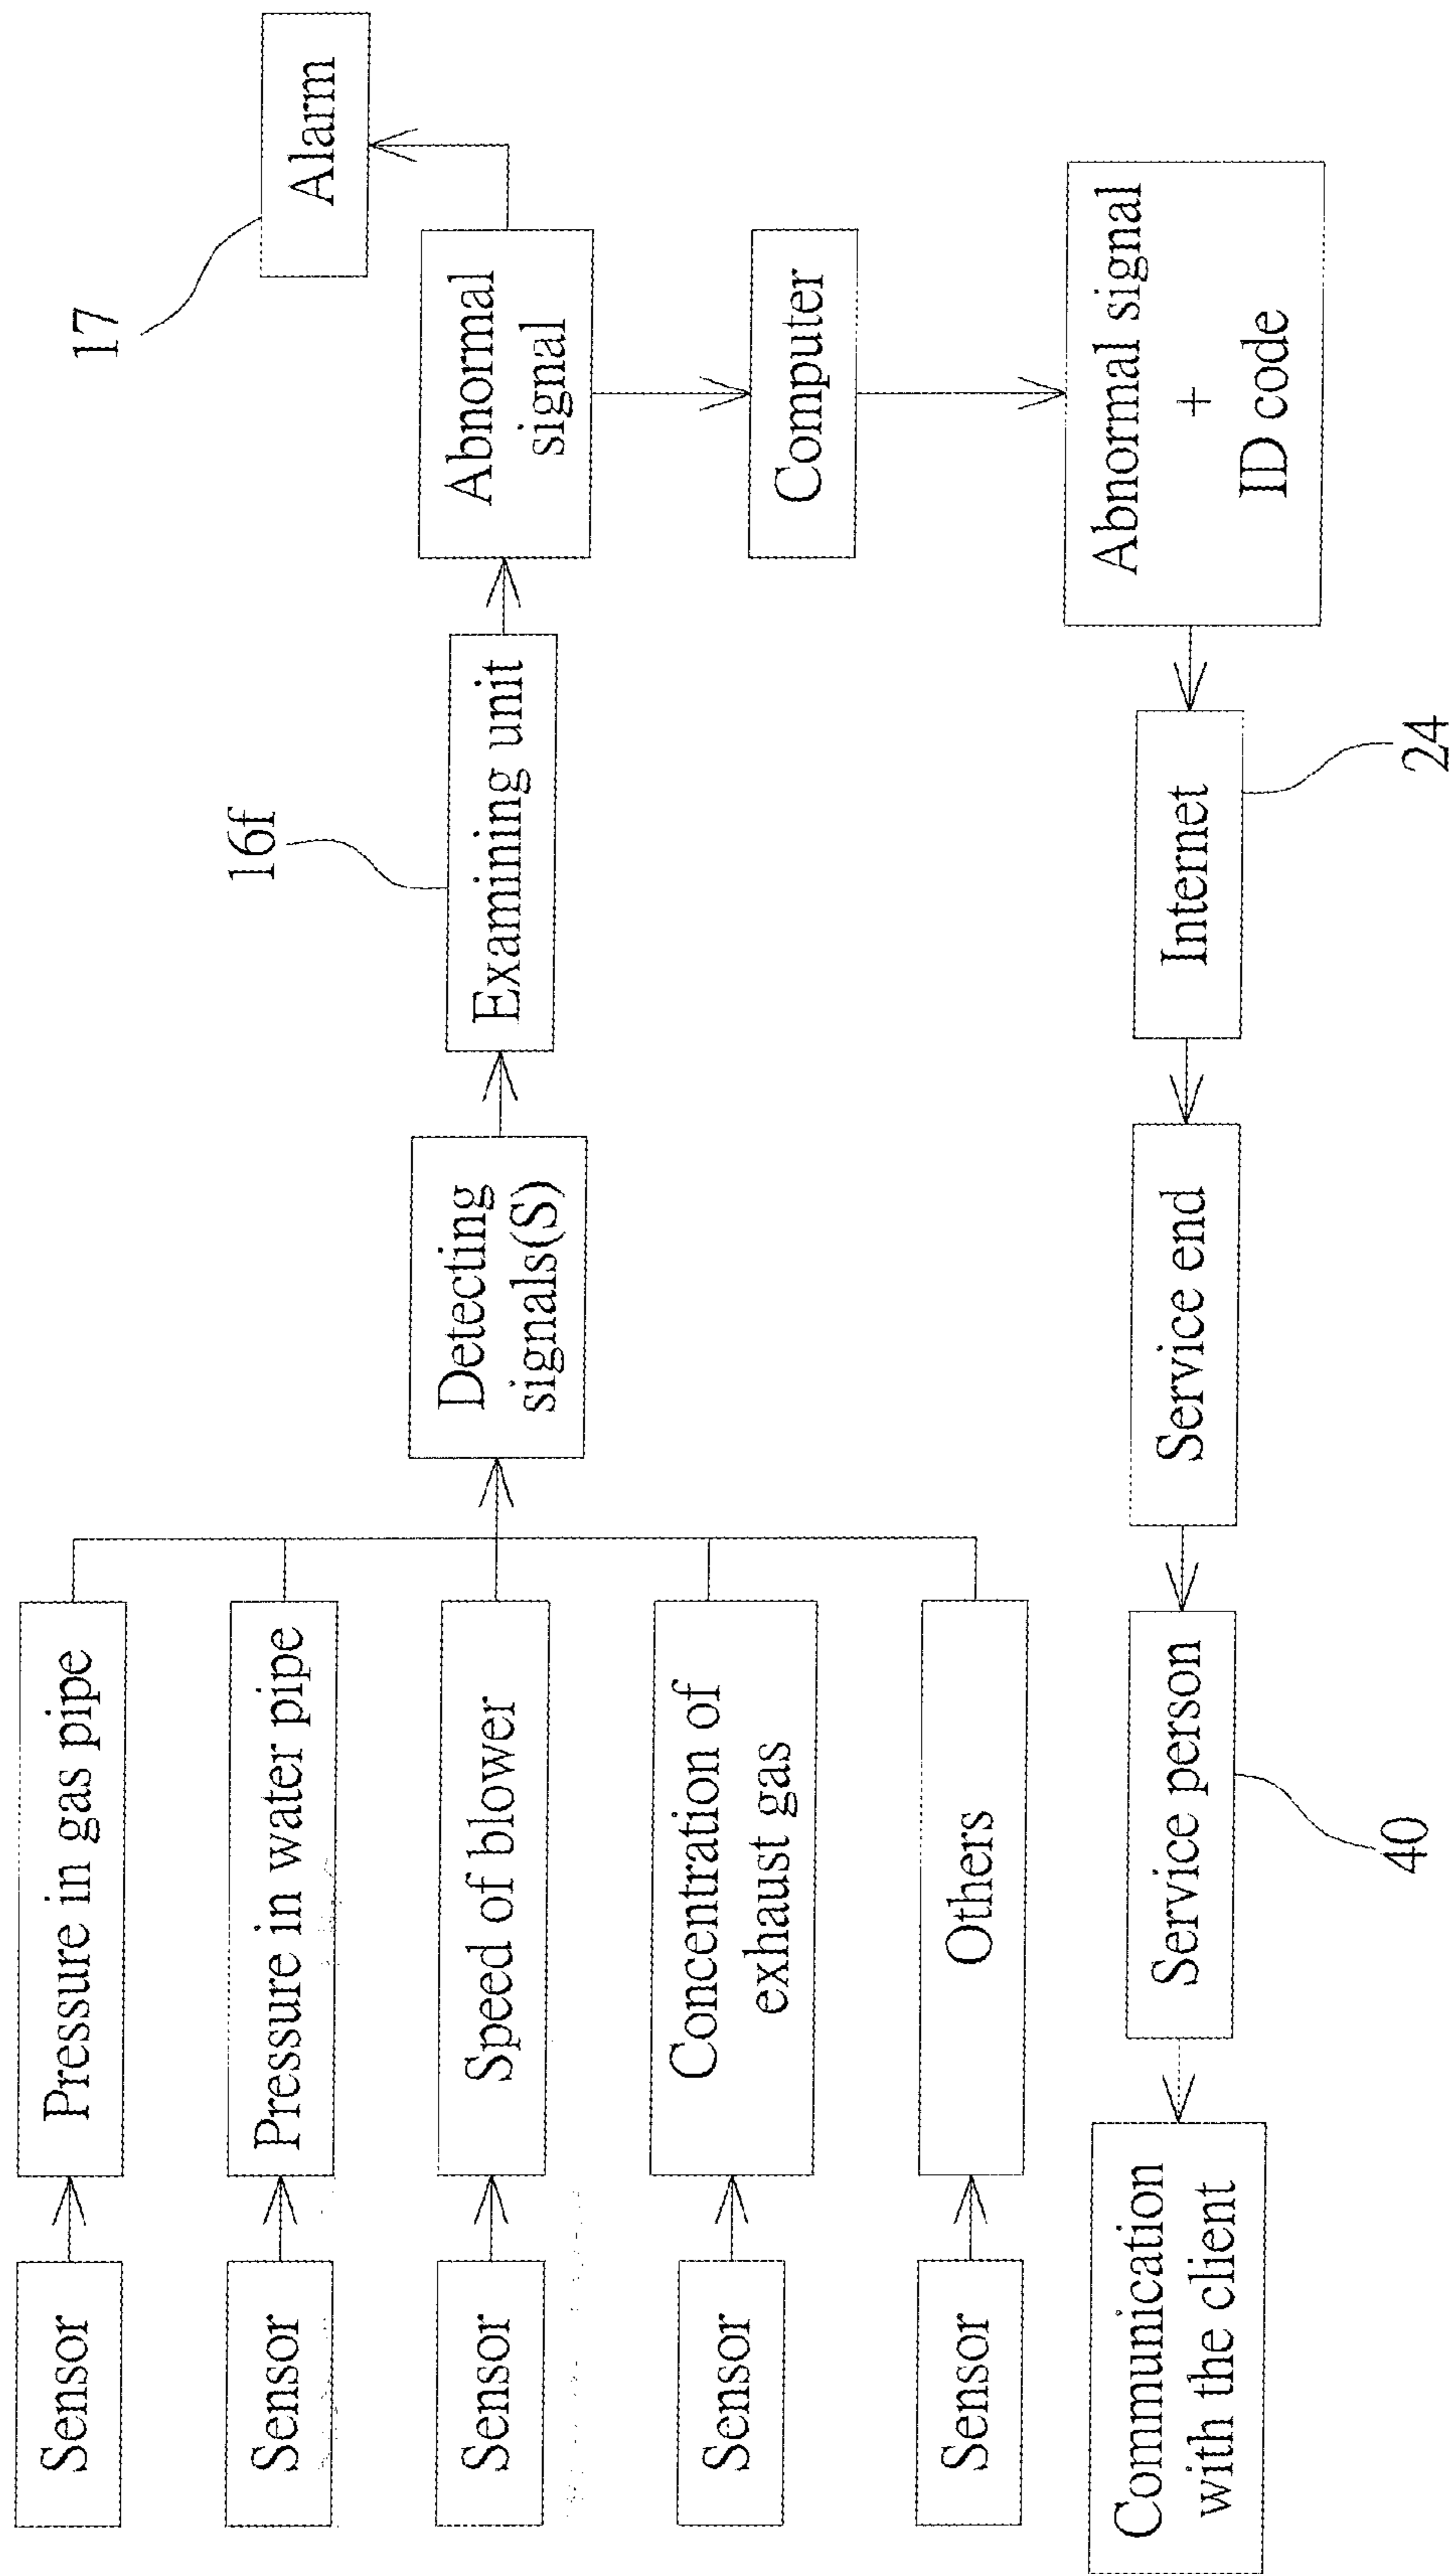 Sensor
Pressure in gas pipe
Sensor
Pressure in water pipe
Sensor
Speed of blower
Sensor
Concentration of
exhaust gas
Sensor
Others
Detecting
signals(S)
16f
Examining unit
Abnormal
signal
17
Alarm
Computer
Abnormal signal
+
ID code
Internet
24
Service end
Service person
40
Communication
with the client